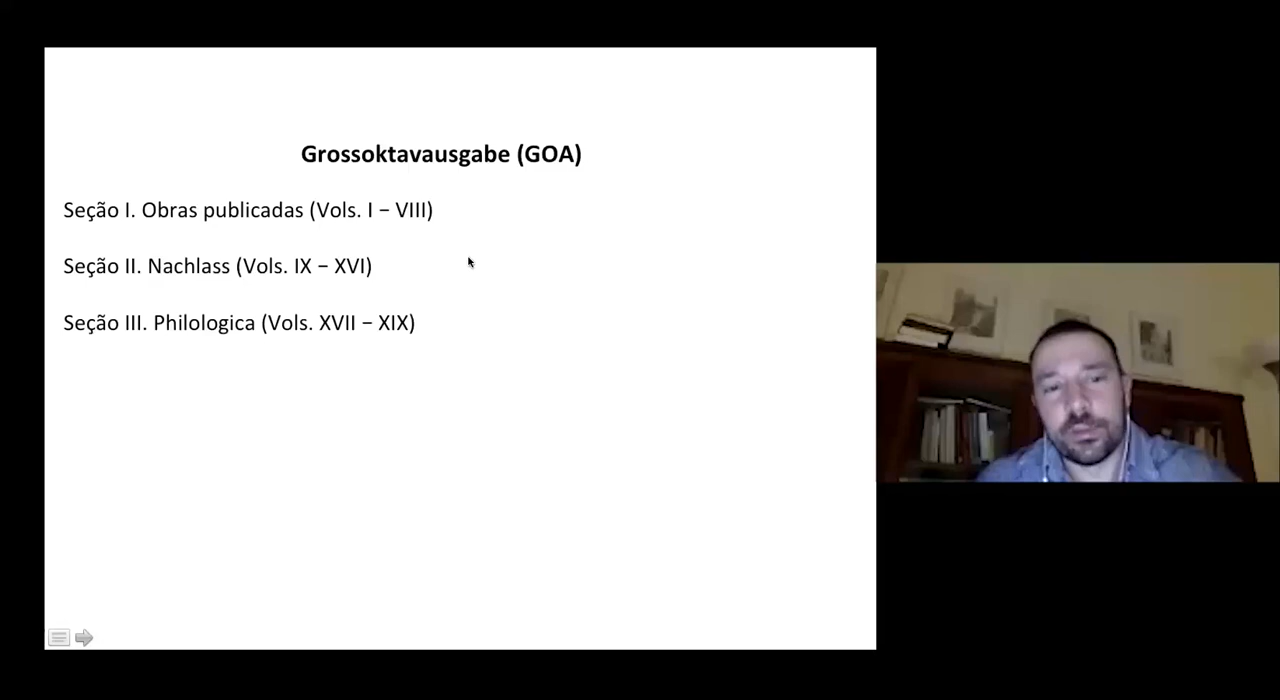 Grossoktavausgabe (GOA)
Seção I. Obras publicadas (Vols. I − VIII)
Seção II. Nachlass (Vols. IX − XVI)
Seção III. Philologica (Vols. XVII − XIX)